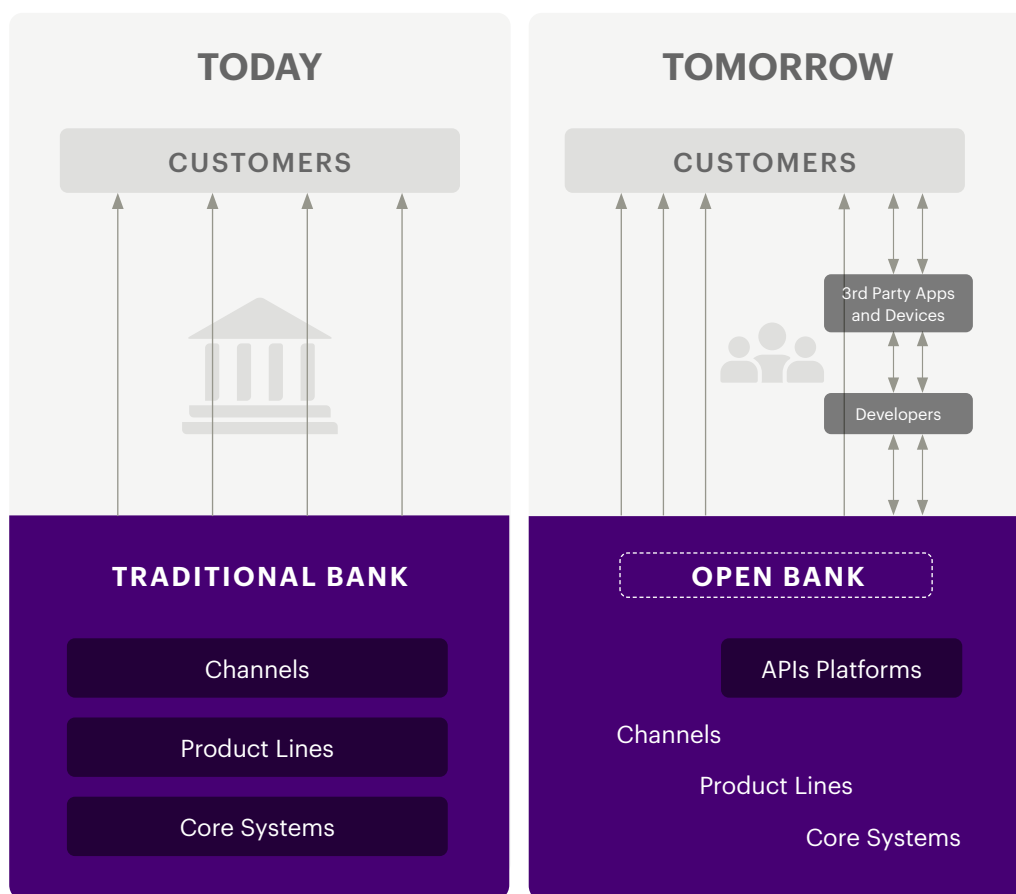 TODAY
CUSTOMERS
TRADITIONAL BANK
Channels
Product Lines
Core Systems
TOMORROW
CUSTOMERS
3rd Party Apps
and Devices
Developers
OPEN BANK
APIs Platforms
Channels
Product Lines
Core Systems